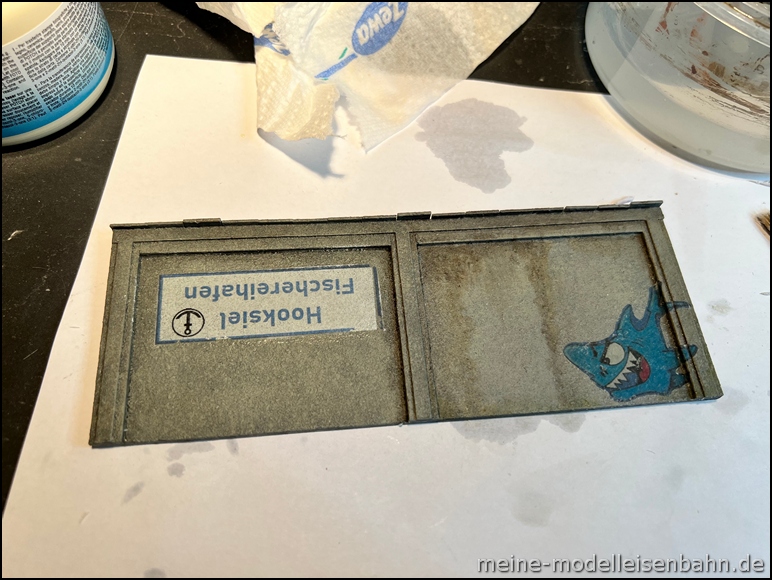 Zewa
Hooksiel
Fischereihafen
meine-modelleisenbahn.de